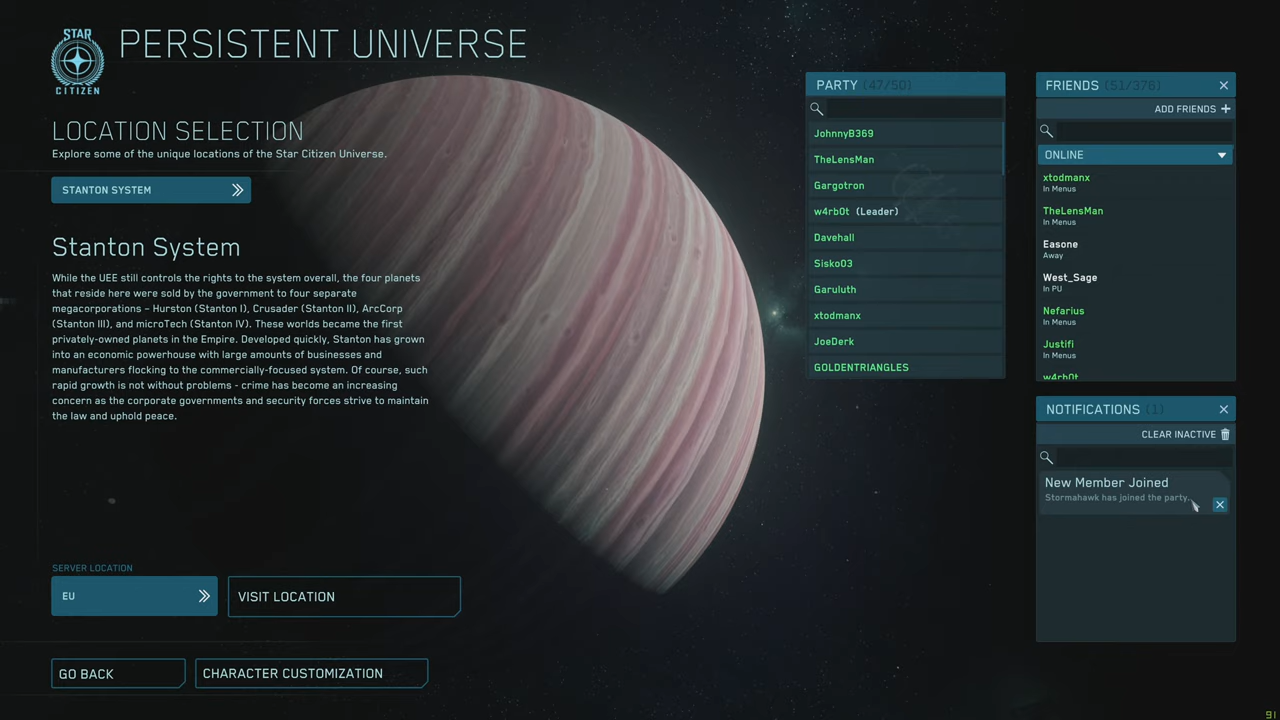 STAR
CITIZEN
PERSISTENT UNIVERSE
LOCATION SELECTION
Explore some of the unique locations of the Star Citizen Universe.
STANTON SYSTEM
Stanton System
While the UEE still controls the rights to the system overall, the four planets
that reside here were sold by the government to four separate
megacorporations – Hurston (Stanton I), Crusader (Stanton II), ArcCorp
(Stanton III), and microTech (Stanton IV). These worlds became the first
privately-owned planets in the Empire. Developed quickly, Stanton has grown
into an economic powerhouse with large amounts of businesses and
manufacturers flocking to the commercially-focused system. Of course, such
rapid growth is not without problems - crime has become an increasing
concern as the corporate governments and security forces strive to maintain
the law and uphold peace.
SERVER LOCATION
EU
VISIT LOCATION
GO BACK
CHARACTER CUSTOMIZATION
PARTY (47/50)
JohnnyB369
TheLensMan
Gargotron
w4rb0t (Leader)
Davehall
Sisko03
Garuluth
xtodmanx
JoeDerk
GOLDENTRIANGLES
FRIENDS (51/376)
ADD FRIENDS
ONLINE
xtodmanx
In Menus
TheLensMan
In Menus
Easone
Away
West_Sage
In PU
Nefarius
In Menus
Justifi
In Menus
w4rb0t
NOTIFICATIONS (1)
CLEAR INACTIVE
New Member Joined
Stormahawk has joined the party.
91